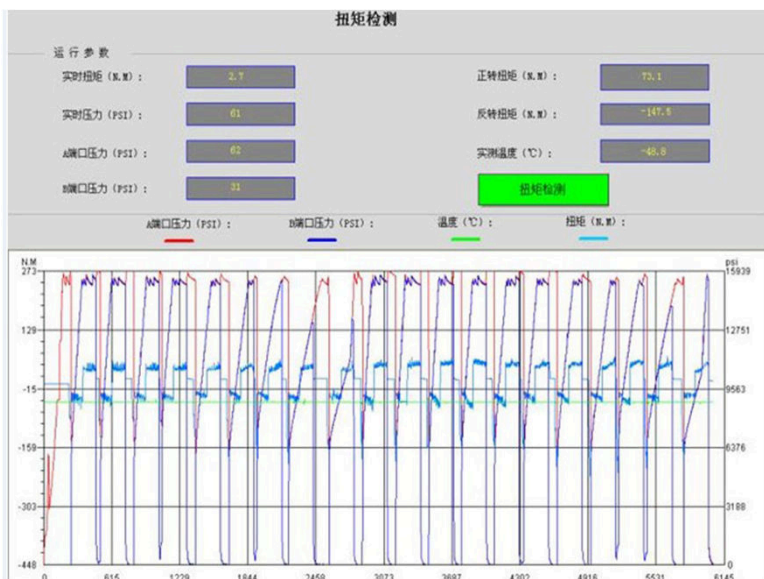 扭矩检测
运行参数
实时扭矩 (N.M)： 2.7 正转扭矩 (N.M)： 73.1
实时压力 (PSI)： 61 反转扭矩 (N.M)： -147.5
A端口压力 (PSI)： 62 实测温度 (℃)： -48.8
B端口压力 (PSI)： 31 扭矩检测
A端口压力 (PSI)： B端口压力 (PSI)： 温度 (℃)： 扭矩 (N.M)：
N.M psi
273 15939
129 12751
-15 9563
-159 6376
-303 3188
-448 0
0 615 1229 1844 2458 3073 3687 4302 4916 5531 6145